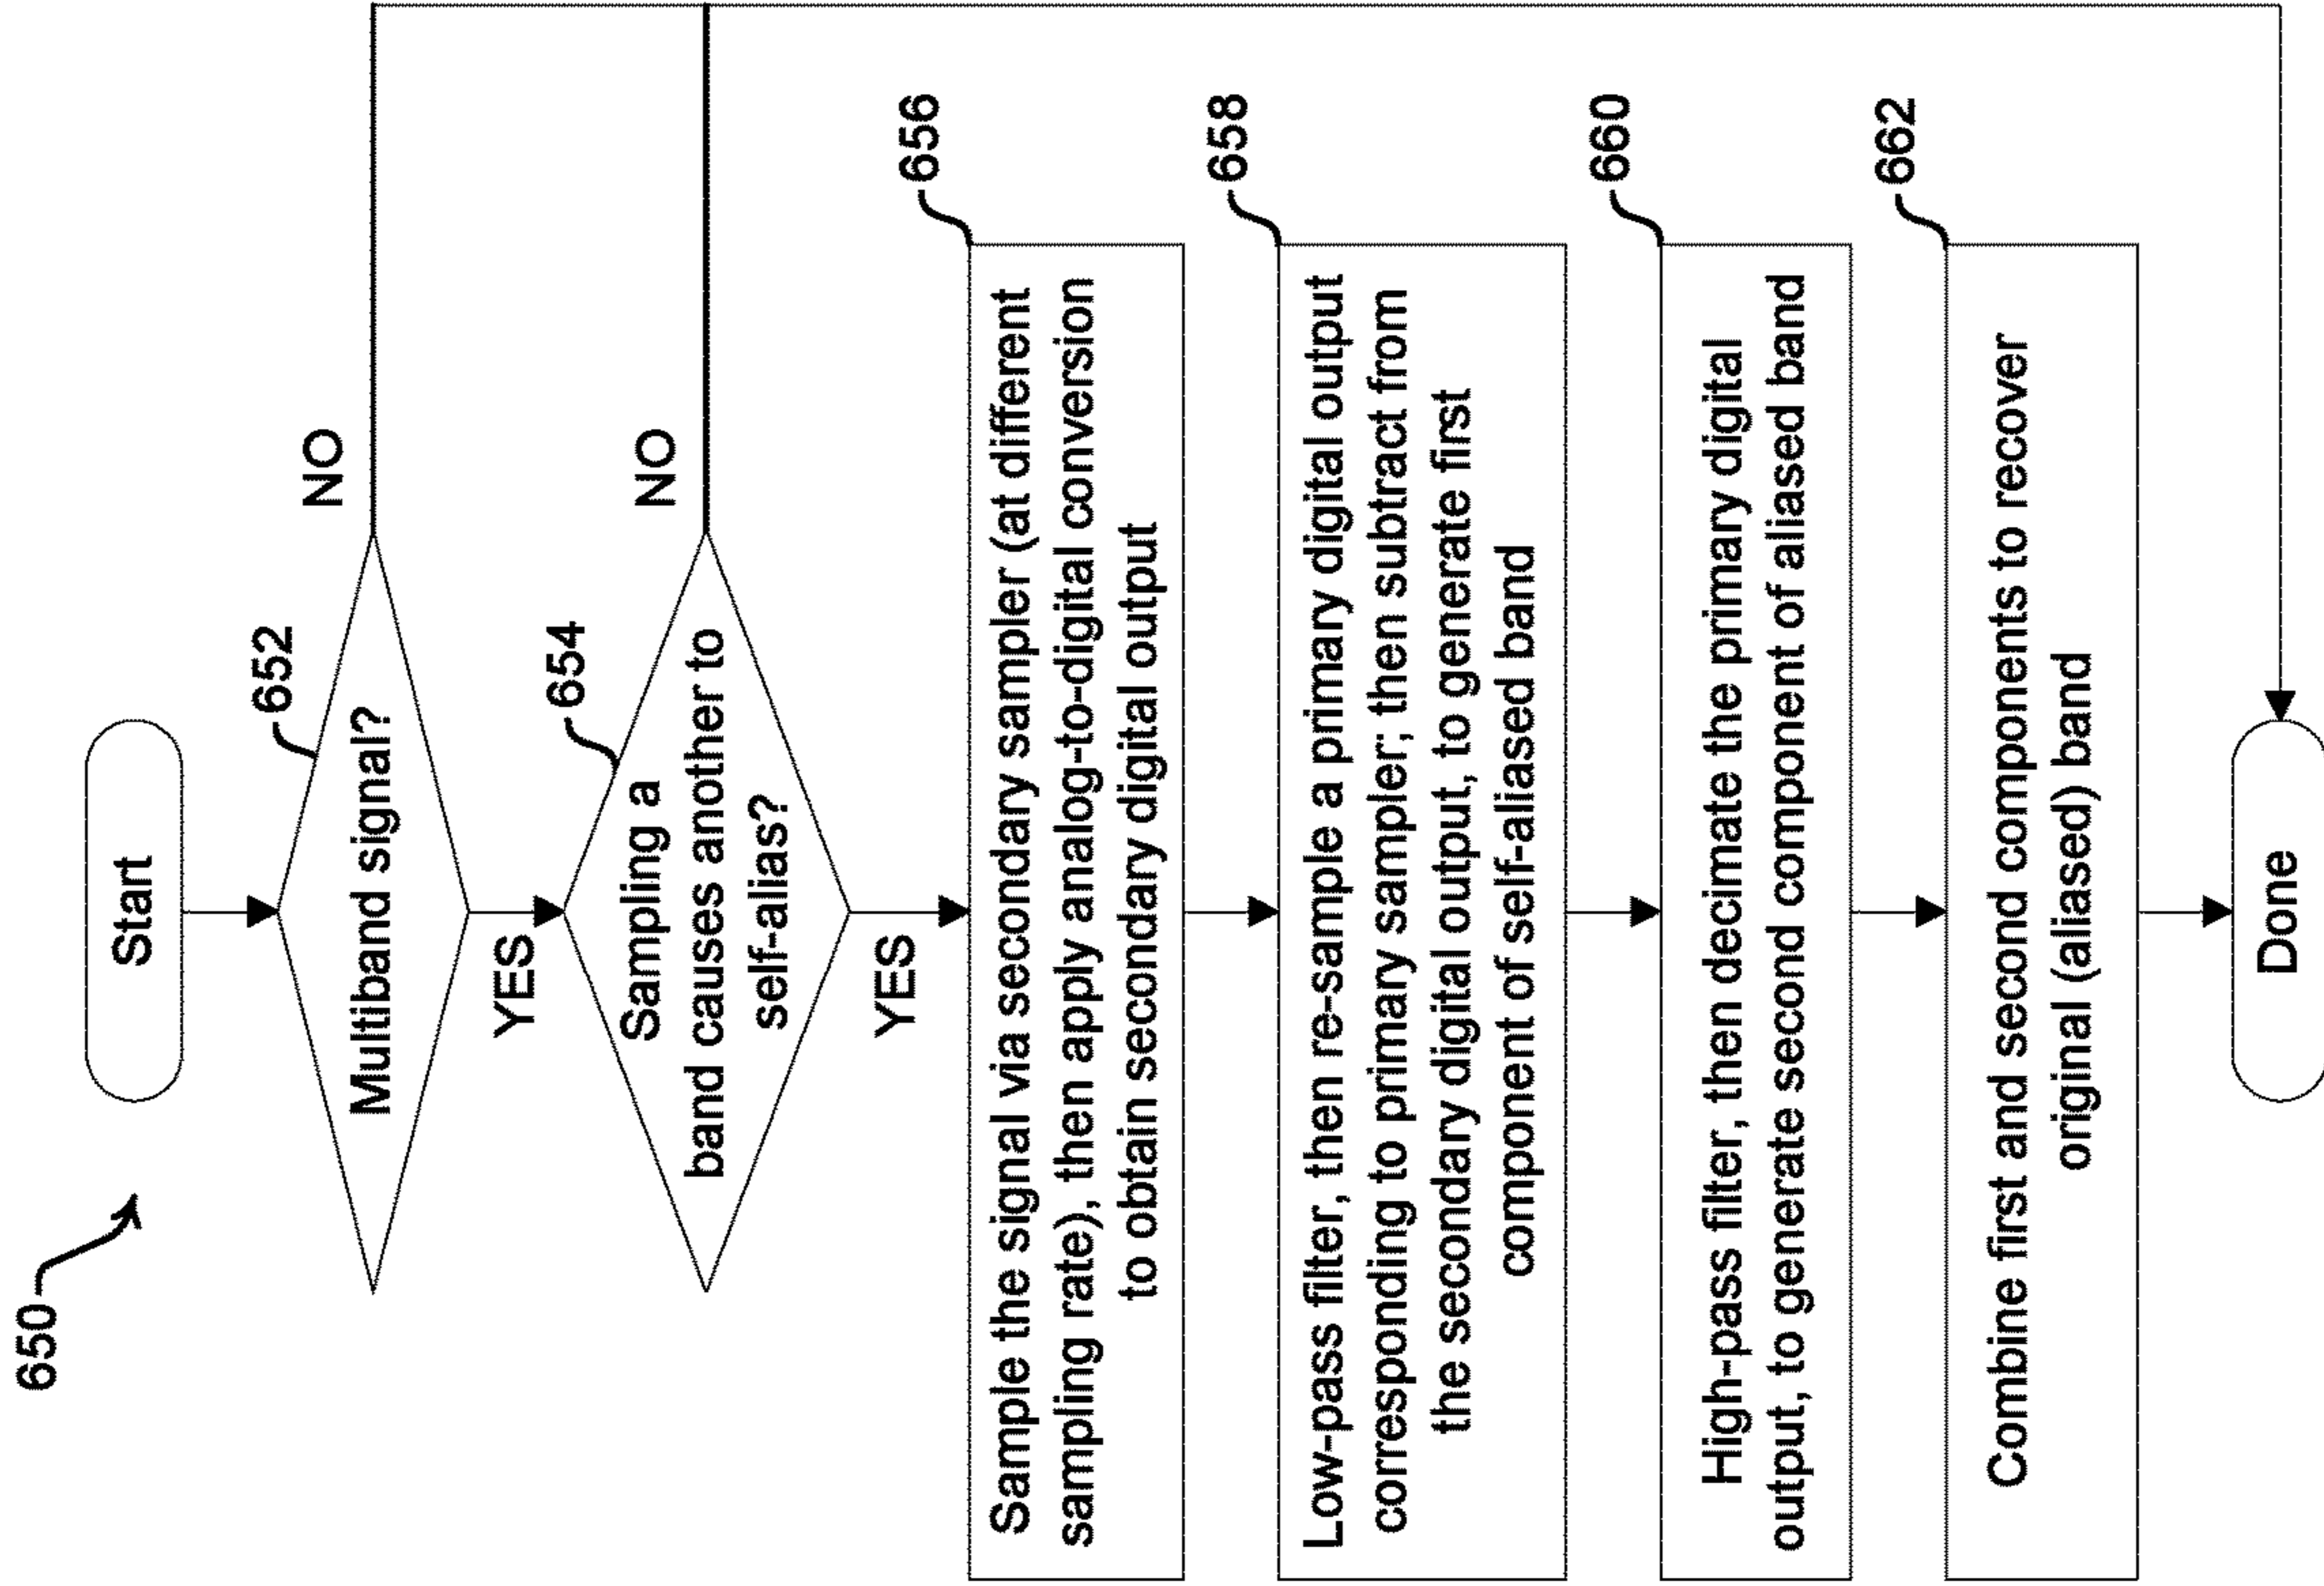 650
Start
652
Multiband signal?
NO
YES
654
Sampling a
band causes another to
self-alias?
NO
YES
656
Sample the signal via secondary sampler (at different
sampling rate), then apply analog-to-digital conversion
to obtain secondary digital output
658
Low-pass filter, then re-sample a primary digital output
corresponding to primary sampler; then subtract from
the secondary digital output, to generate first
component of self-aliased band
660
High-pass filter, then decimate the primary digital
output, to generate second component of aliased band
662
Combine first and second components to recover
original (aliased) band
Done